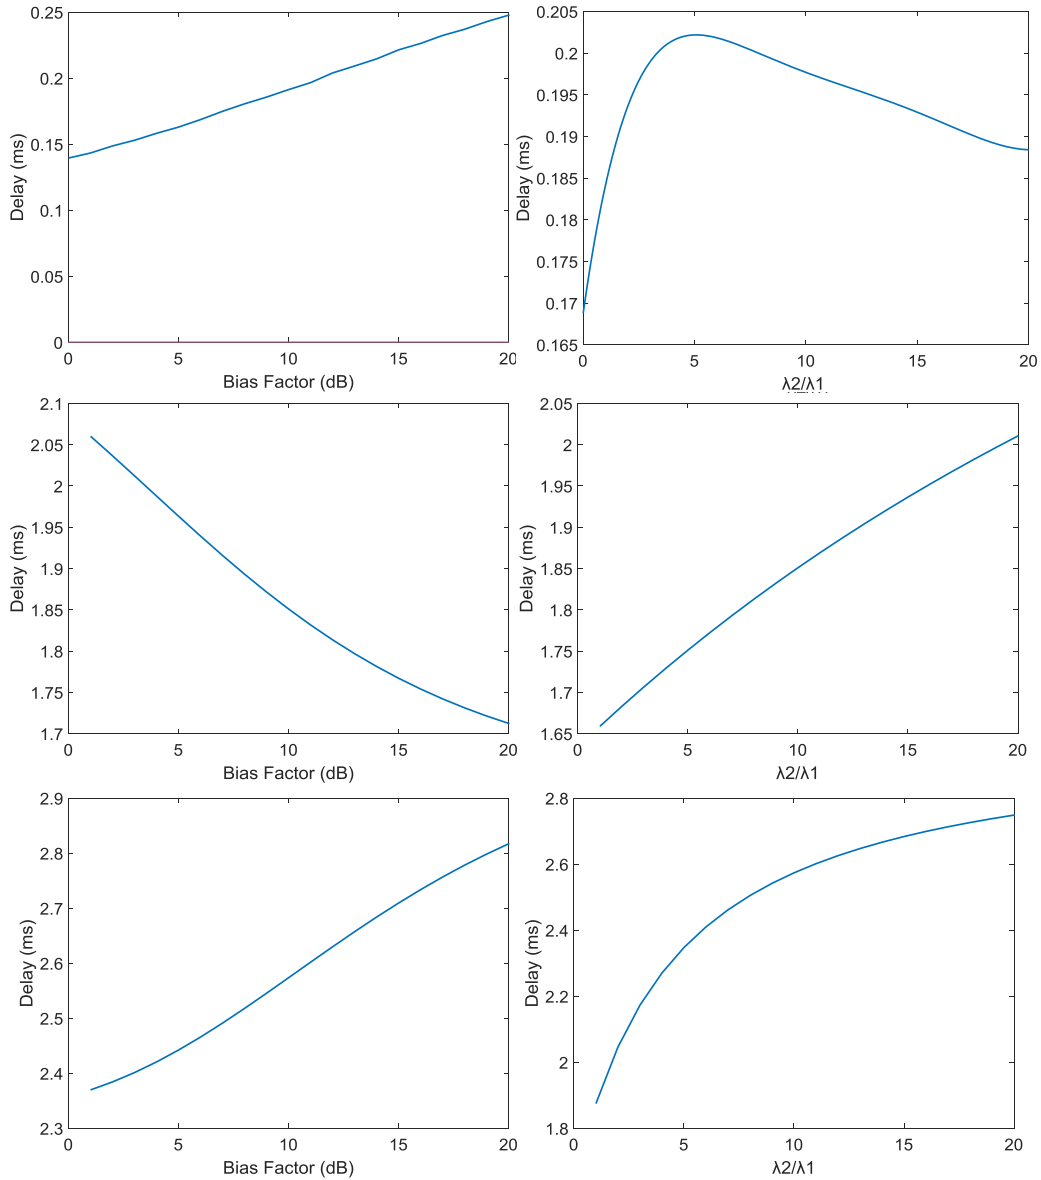 0.25
0.2
0.15
0.1
0.05
0
Delay (ms)
0 5 10 15 20
Bias Factor (dB)
0.205
0.2
0.195
0.19
0.185
0.18
0.175
0.17
0.165
Delay (ms)
0 5 10 15 20
λ2/λ1
2.1
2.05
2
1.95
1.9
1.85
1.8
1.75
1.7
Delay (ms)
0 5 10 15 20
Bias Factor (dB)
2.05
2
1.95
1.9
1.85
1.8
1.75
1.7
1.65
Delay (ms)
0 5 10 15 20
λ2/λ1
2.9
2.8
2.7
2.6
2.5
2.4
2.3
Delay (ms)
0 5 10 15 20
Bias Factor (dB)
2.8
2.6
2.4
2.2
2
1.8
Delay (ms)
0 5 10 15 20
λ2/λ1